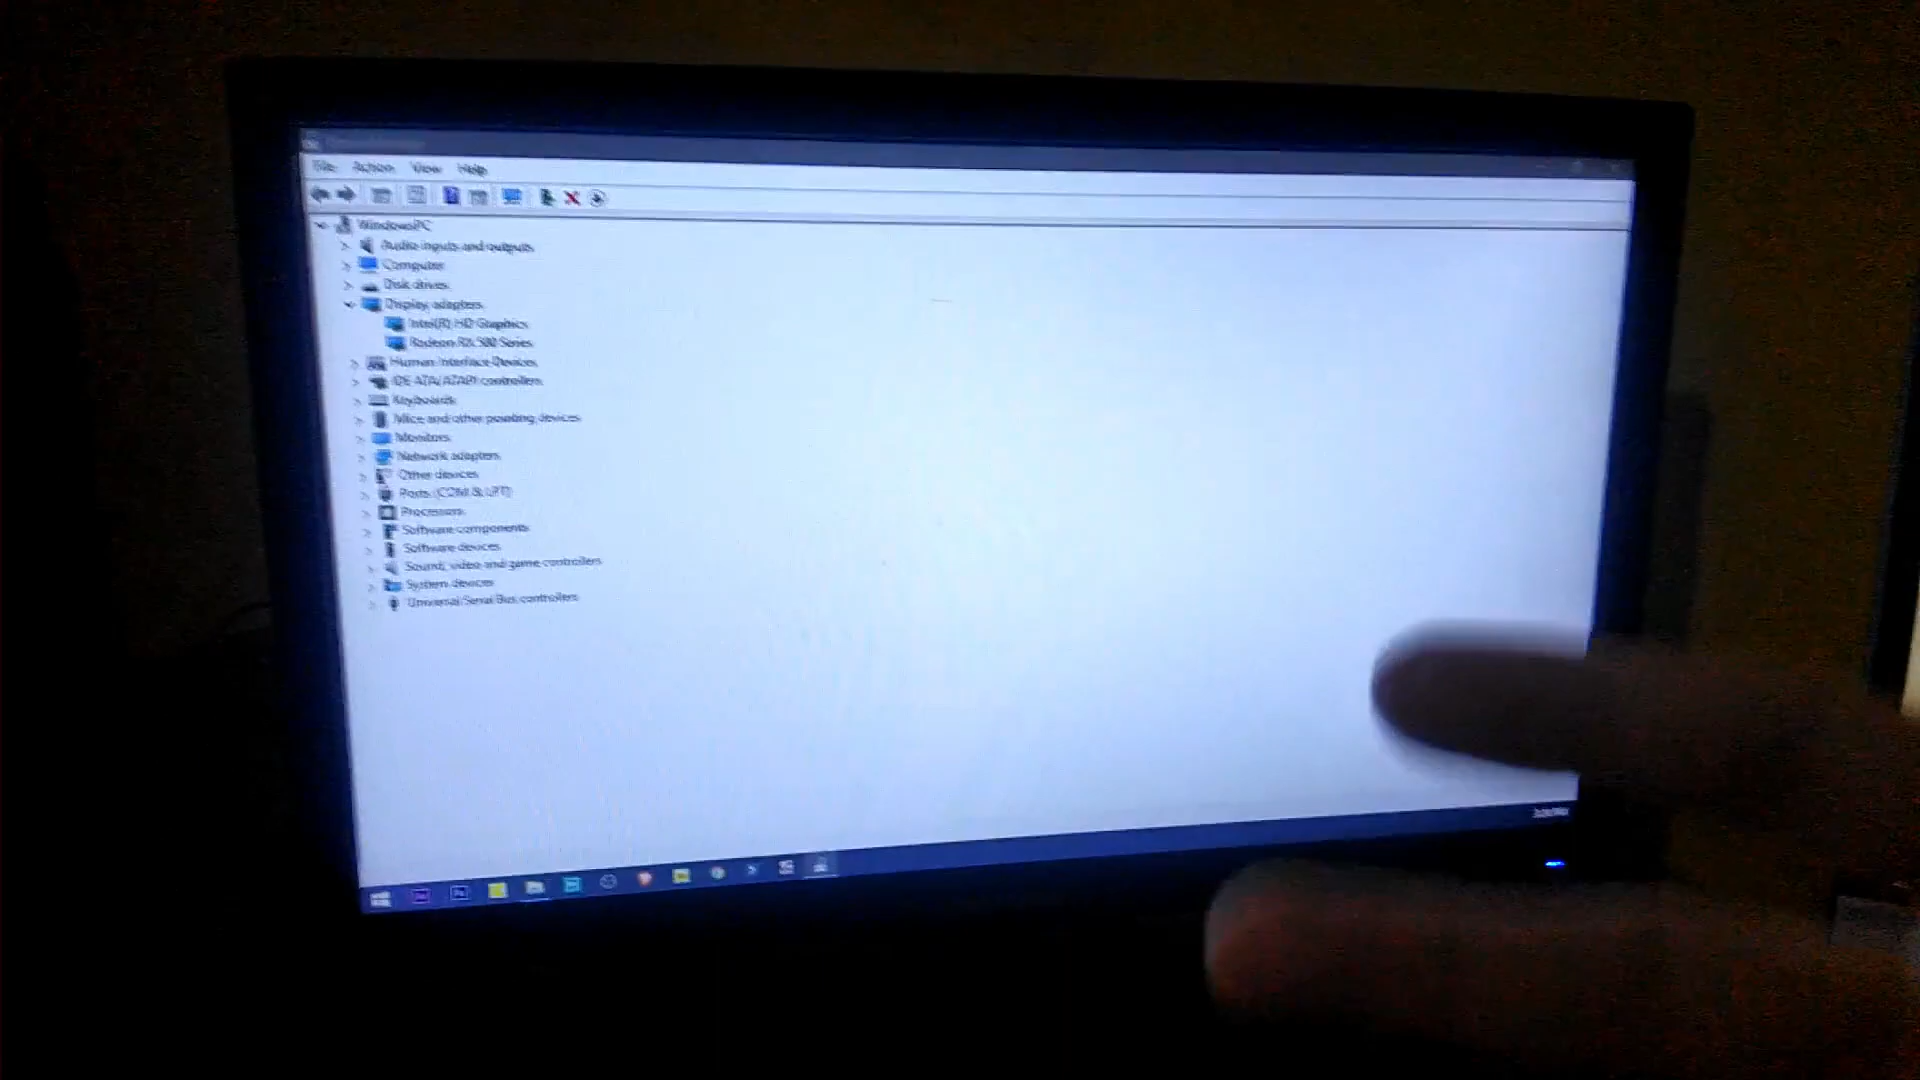 File Action View Help
WindowsPC
Audio inputs and outputs
Computer
Disk drives
Display adapters
Intel(R) HD Graphics
Radeon RX 580 Series
Human Interface Devices
IDE ATA/ATAPI controllers
Keyboards
Mice and other pointing devices
Monitors
Network adapters
Other devices
Ports (COM & LPT)
Processors
Software components
Software devices
Sound, video and game controllers
System devices
Universal Serial Bus controllers